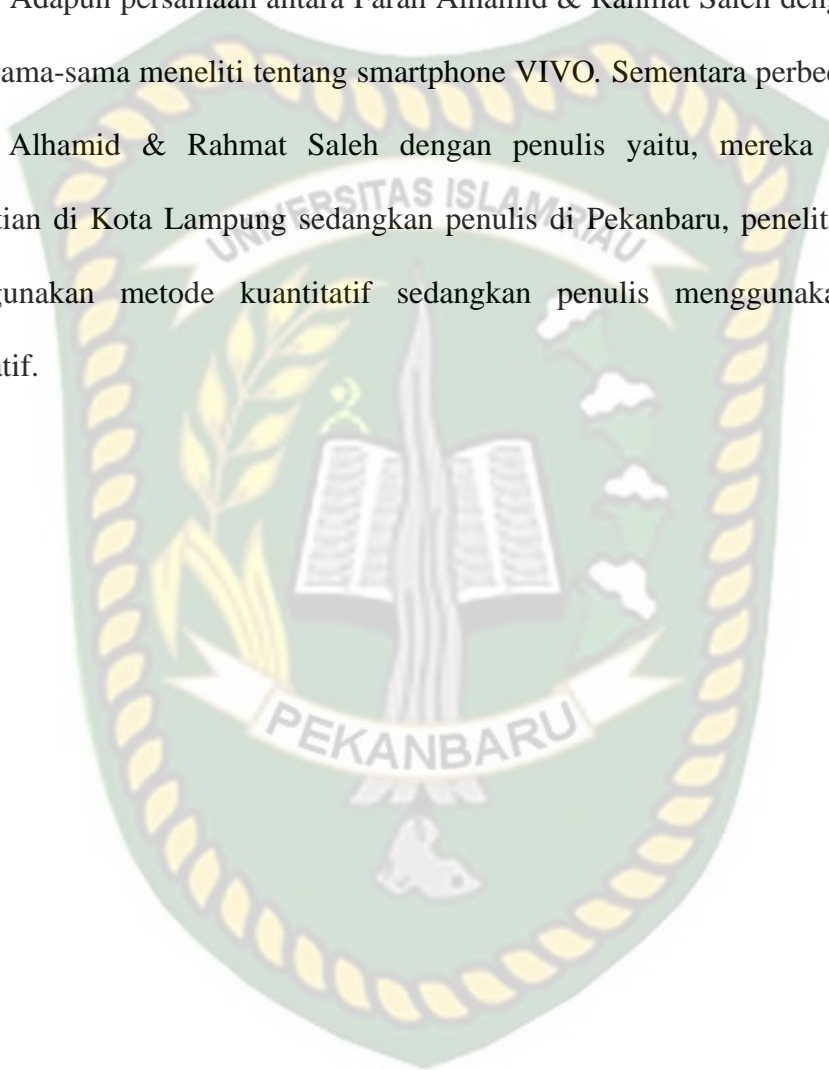 Adapun persamaan antara Farah Alhamid & Rahmat Saleh deng
ama-sama meneliti tentang smartphone VIVO. Sementara perbe
Alhamid & Rahmat Saleh dengan penulis yaitu, mereka
tian di Kota Lampung sedangkan penulis di Pekanbaru, penelit
gunakan metode kuantitatif sedangkan penulis menggunaka
atif.
UNIVERSITAS ISLAM RIAU
PEKANBARU